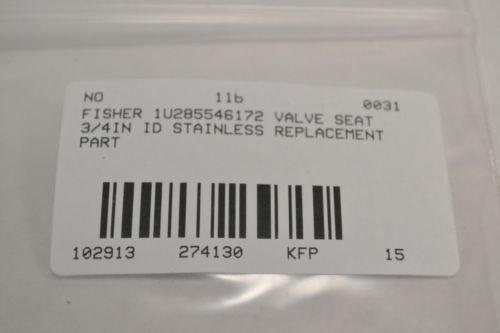 NO 11b 0031
FISHER 1U285546172 VALVE SEAT
3/4IN ID STAINLESS REPLACEMENT
PART
102913 274130 KFP 15